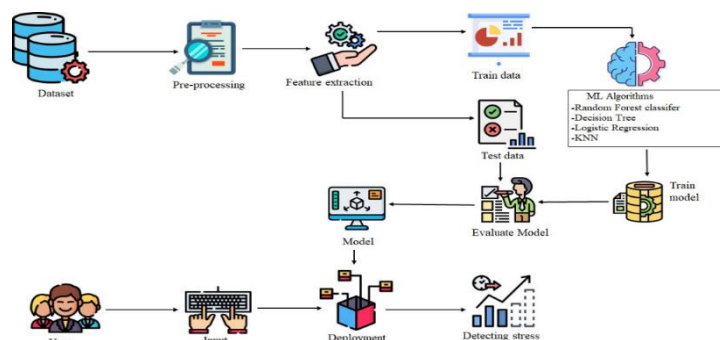 Dataset
Pre-processing
Feature extraction
Train data
ML Algorithms
-Random Forest classifer
-Decision Tree
-Logistic Regression
-KNN
Test data
Train
model
Evaluate Model
Model
Deployment
Detecting stress